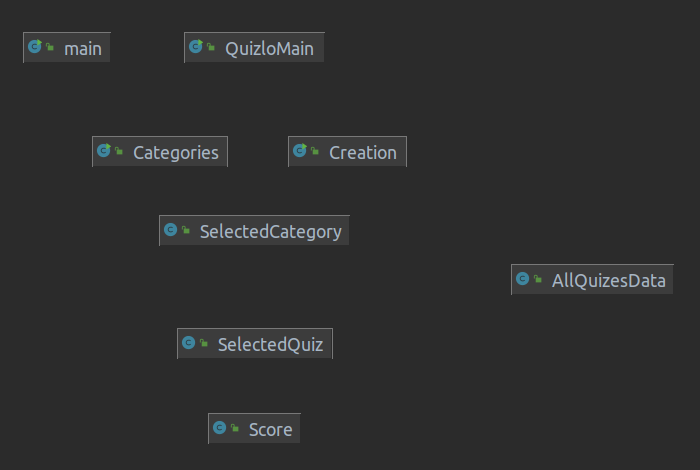 main
QuizloMain
Categories
Creation
SelectedCategory
AllQuizesData
SelectedQuiz
Score